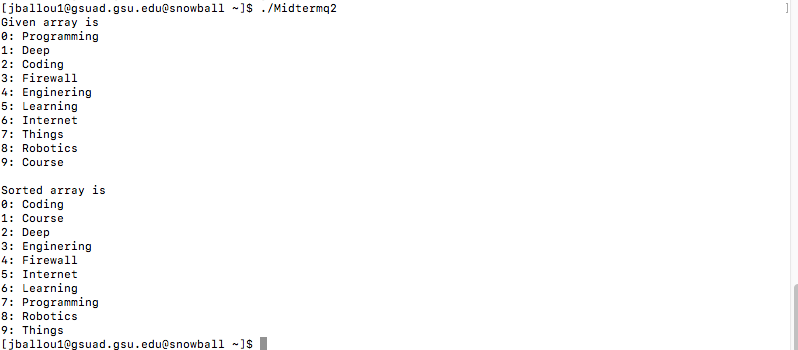 [jballou1@gsuad.gsu.edu@snowball ~]$ ./Midtermq2 ]
Given array is
0: Programming
1: Deep
2: Coding
3: Firewall
4: Enginering
5: Learning
6: Internet
7: Things
8: Robotics
9: Course
Sorted array is
0: Coding
1: Course
2: Deep
3: Enginering
4: Firewall
5: Internet
6: Learning
7: Programming
8: Robotics
9: Things
[jballou1@gsuad.gsu.edu@snowball ~]$